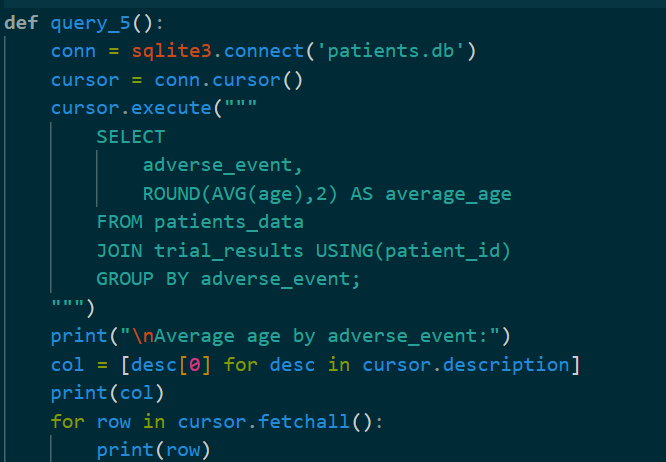 def query_5():
    conn = sqlite3.connect('patients.db')
    cursor = conn.cursor()
    cursor.execute("""
        SELECT
            adverse_event,
            ROUND(AVG(age),2) AS average_age
        FROM patients_data
        JOIN trial_results USING(patient_id)
        GROUP BY adverse_event;
    """)
    print("\nAverage age by adverse_event:")
    col = [desc[0] for desc in cursor.description]
    print(col)
    for row in cursor.fetchall():
        print(row)